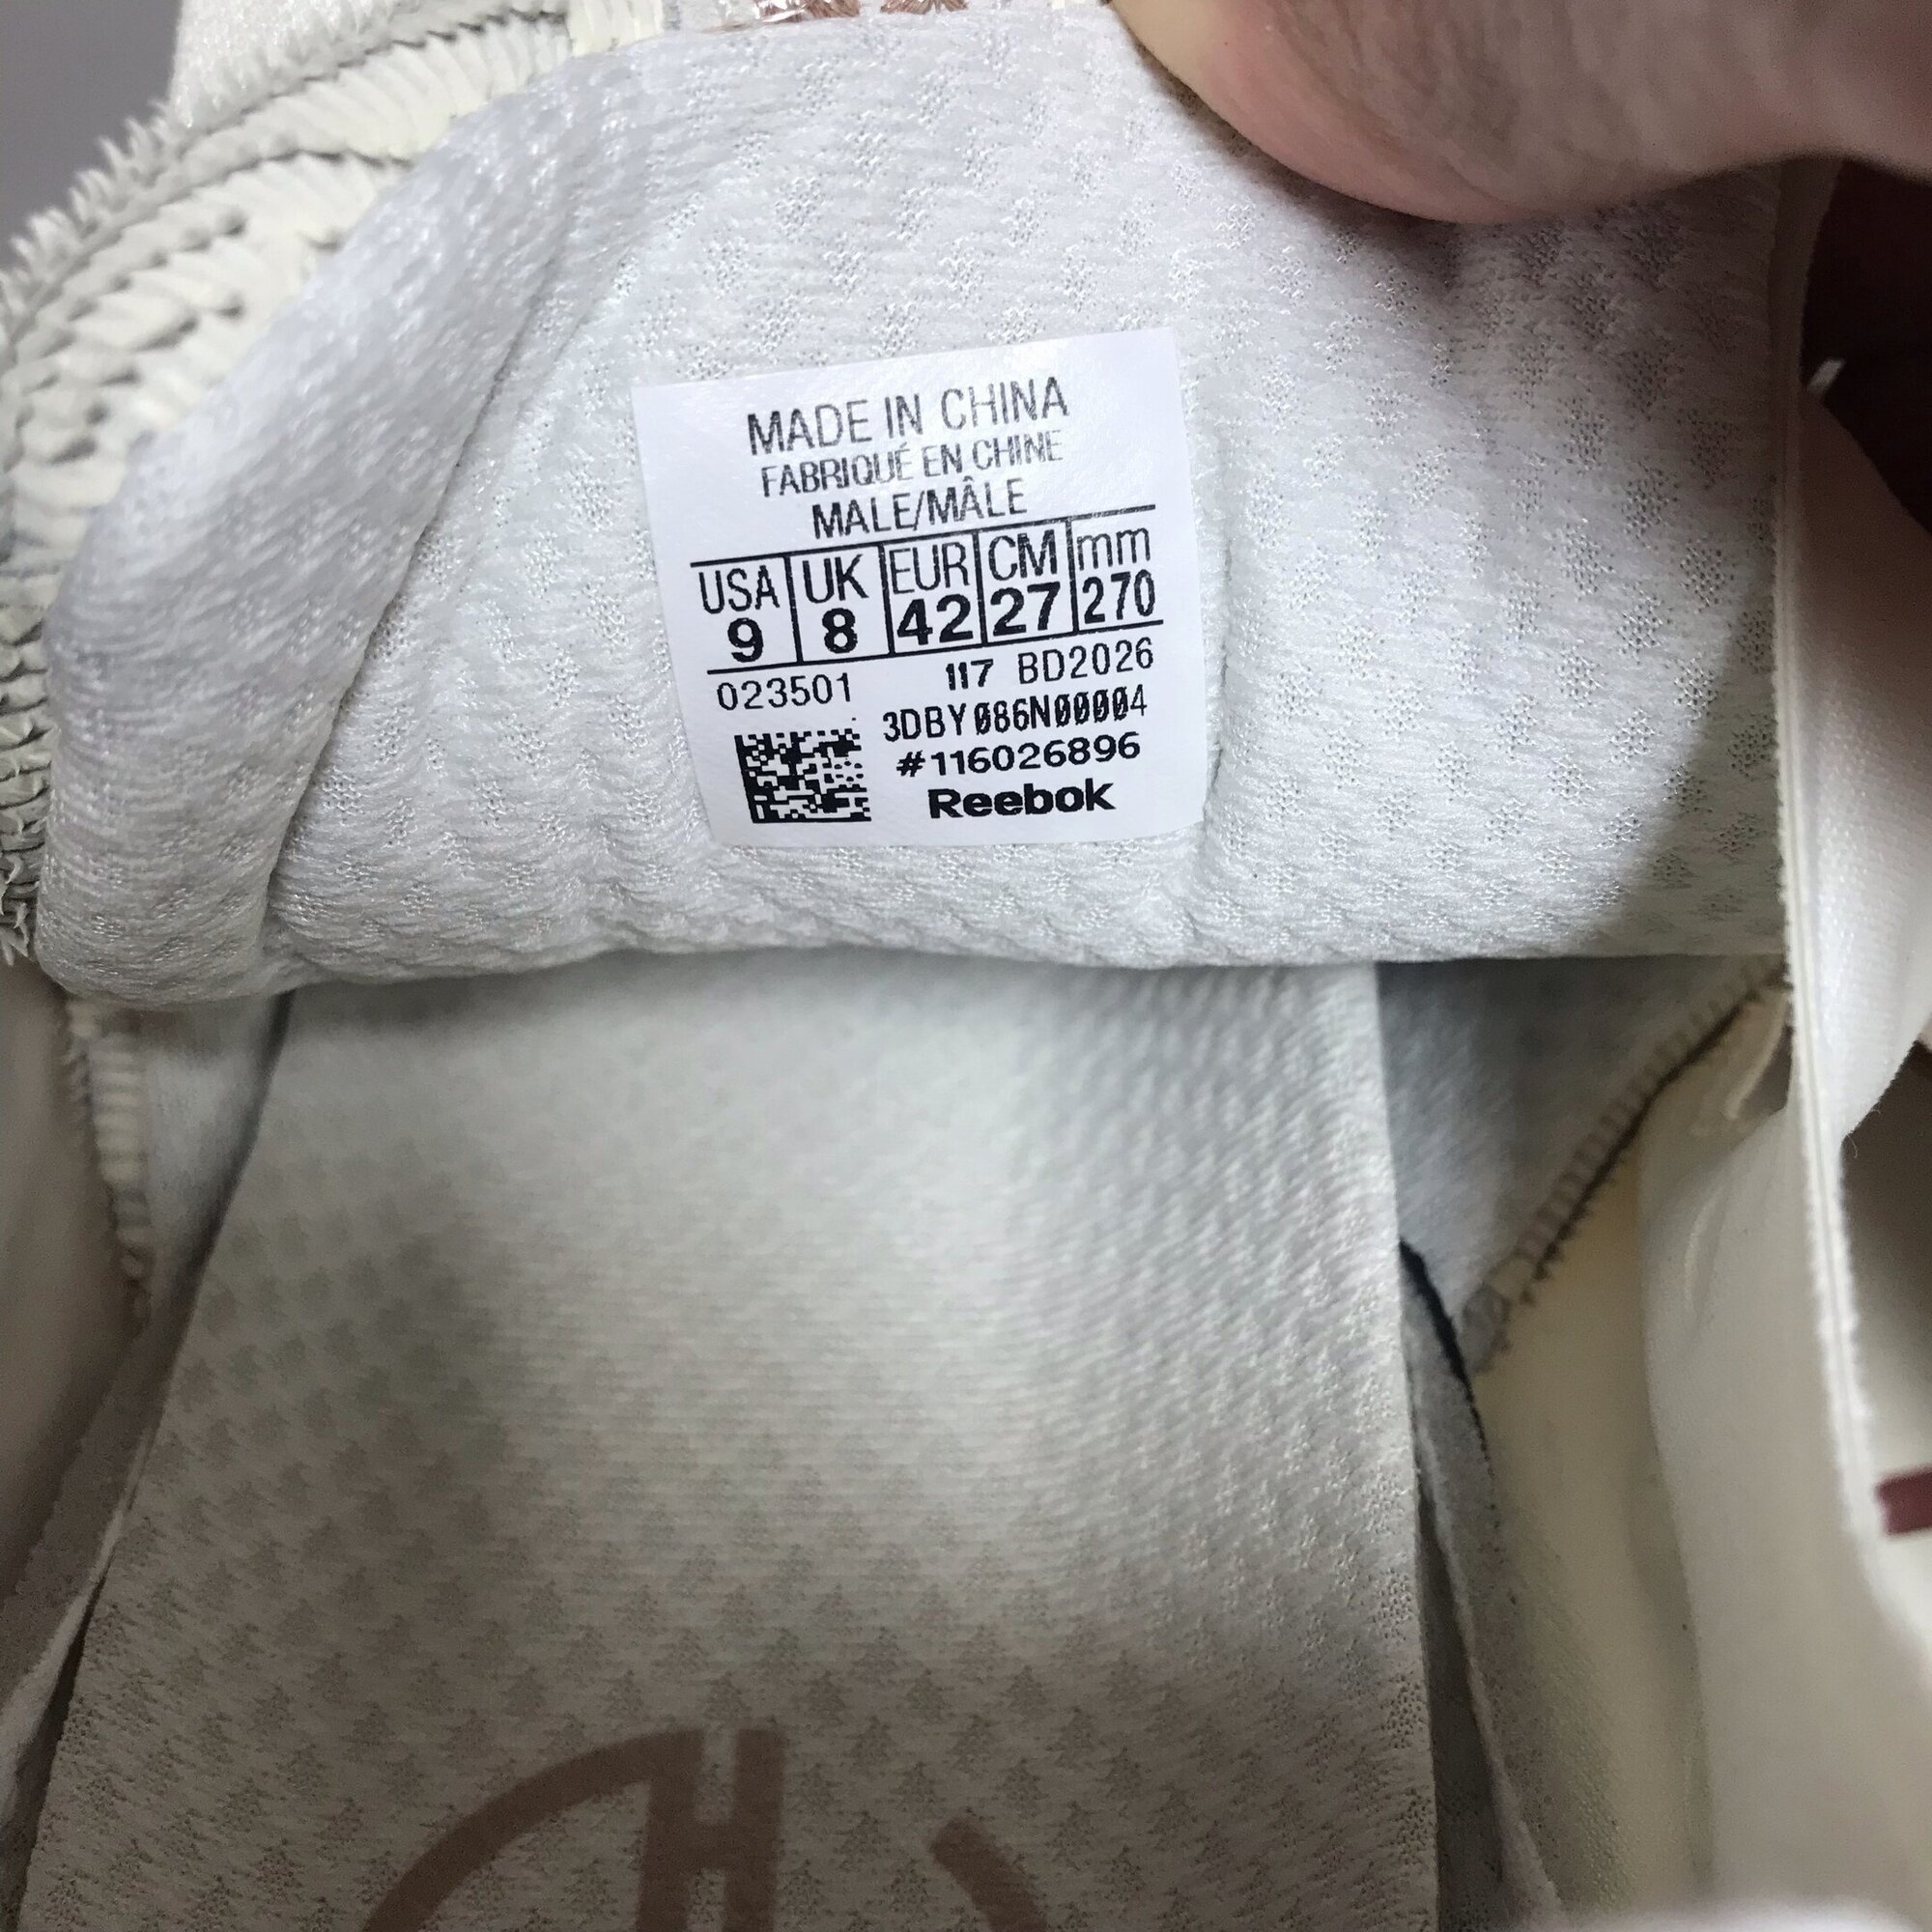 MADE IN CHINA
FABRIQUÉ EN CHINE
MALE/MÂLE
USA UK EUR CM mm
9 8 42 27 270
023501 117 BD2026
3DBY086N00004
#116026896
Reebok